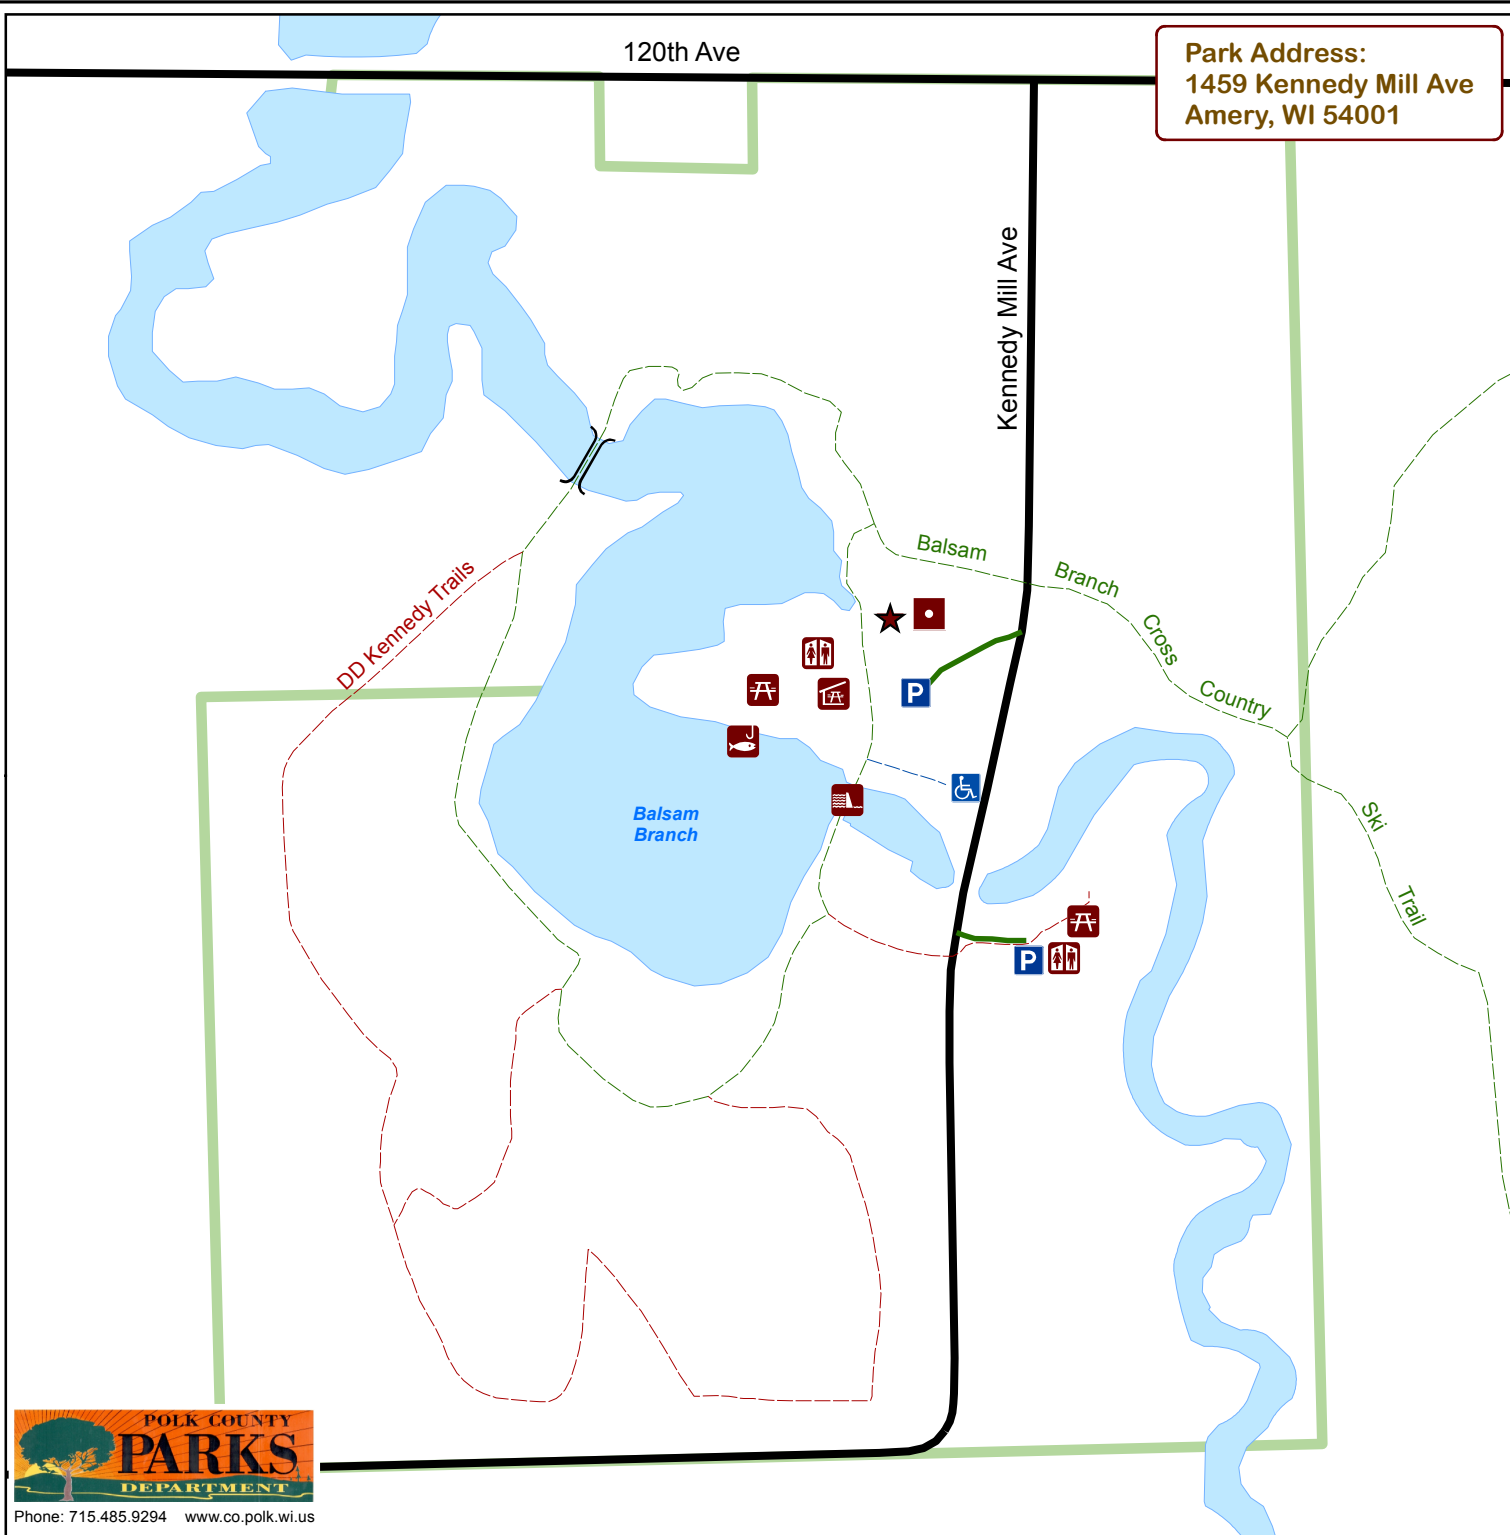 120th Ave
Park Address:
1459 Kennedy Mill Ave
Amery, WI 54001
Kennedy Mill Ave
Balsam
Branch
Cross
Country
Ski
Trail
DD Kennedy Trails
P
Balsam
Branch
P
POLK COUNTY
PARKS
DEPARTMENT
Phone: 715.485.9294 www.co.polk.wi.us